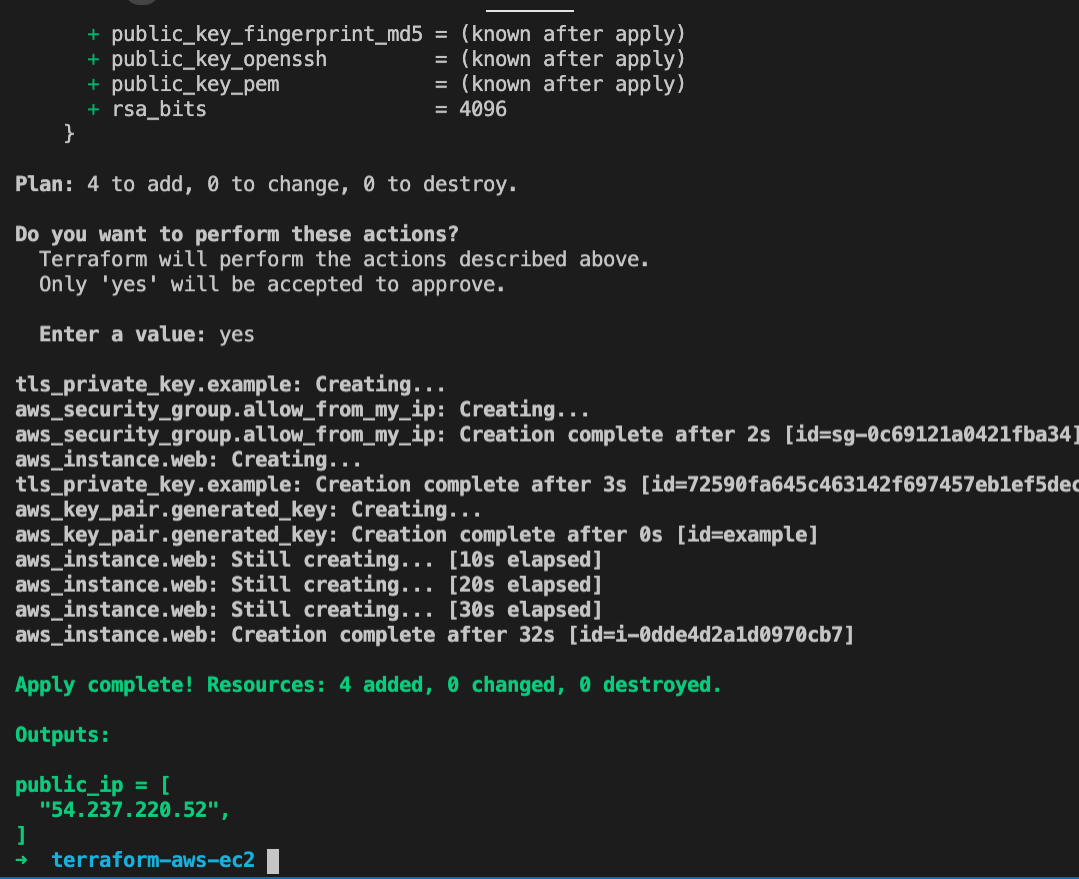 + public_key_fingerprint_md5 = (known after apply)
+ public_key_openssh = (known after apply)
+ public_key_pem = (known after apply)
+ rsa_bits = 4096
}
Plan: 4 to add, 0 to change, 0 to destroy.
Do you want to perform these actions?
Terraform will perform the actions described above.
Only 'yes' will be accepted to approve.
Enter a value: yes
tls_private_key.example: Creating...
aws_security_group.allow_from_my_ip: Creating...
aws_security_group.allow_from_my_ip: Creation complete after 2s [id=sg-0c69121a0421fba34]
aws_instance.web: Creating...
tls_private_key.example: Creation complete after 3s [id=72590fa645c463142f697457eb1ef5dec
aws_key_pair.generated_key: Creating...
aws_key_pair.generated_key: Creation complete after 0s [id=example]
aws_instance.web: Still creating... [10s elapsed]
aws_instance.web: Still creating... [20s elapsed]
aws_instance.web: Still creating... [30s elapsed]
aws_instance.web: Creation complete after 32s [id=i-0dde4d2a1d0970cb7]
Apply complete! Resources: 4 added, 0 changed, 0 destroyed.
Outputs:
public_ip = [
"54.237.220.52",
]
→ terraform-aws-ec2